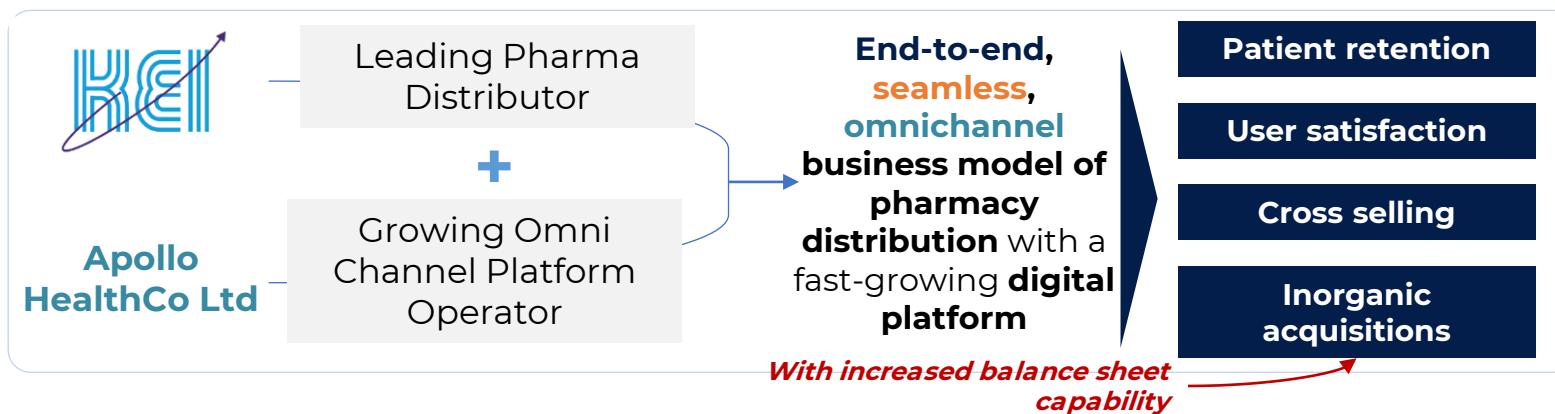 KEI
Leading Pharma
Distributor
Apollo
HealthCo Ltd
Growing Omni
Channel Platform
Operator
End-to-end,
seamless,
omnichannel
business model of
pharmacy
distribution with a
fast-growing digital
platform
Patient retention
User satisfaction
Cross selling
Inorganic
acquisitions
With increased balance sheet
capability